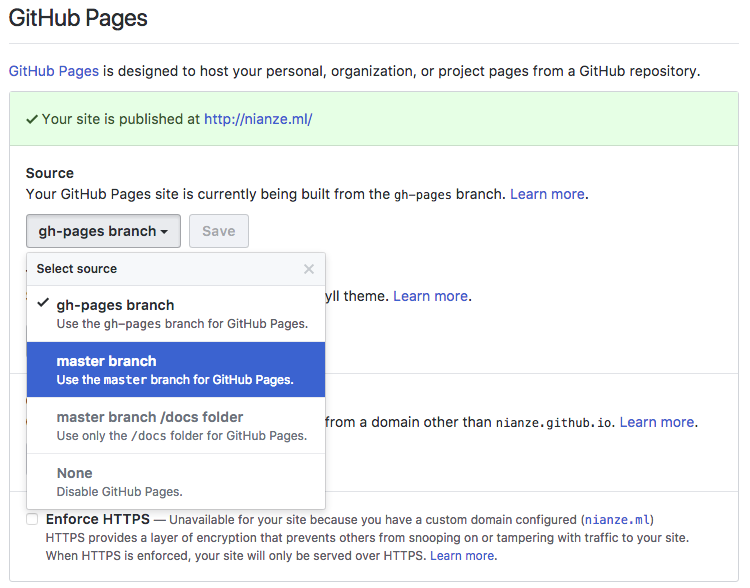 GitHub Pages
GitHub Pages is designed to host your personal, organization, or project pages from a GitHub repository.
Your site is published at http://nianze.ml/
Source
Your GitHub Pages site is currently being built from the gh-pages branch. Learn more.
gh-pages branch
Save
Select source
yll theme. Learn more.
gh-pages branch
Use the gh-pages branch for GitHub Pages.
master branch
Use the master branch for GitHub Pages.
master branch /docs folder
from a domain other than nianze.github.io. Learn more.
Use only the /docs folder for GitHub Pages.
None
Disable GitHub Pages.
Enforce HTTPS — Unavailable for your site because you have a custom domain configured (nianze.ml)
HTTPS provides a layer of encryption that prevents others from snooping on or tampering with traffic to your site.
When HTTPS is enforced, your site will only be served over HTTPS. Learn more.